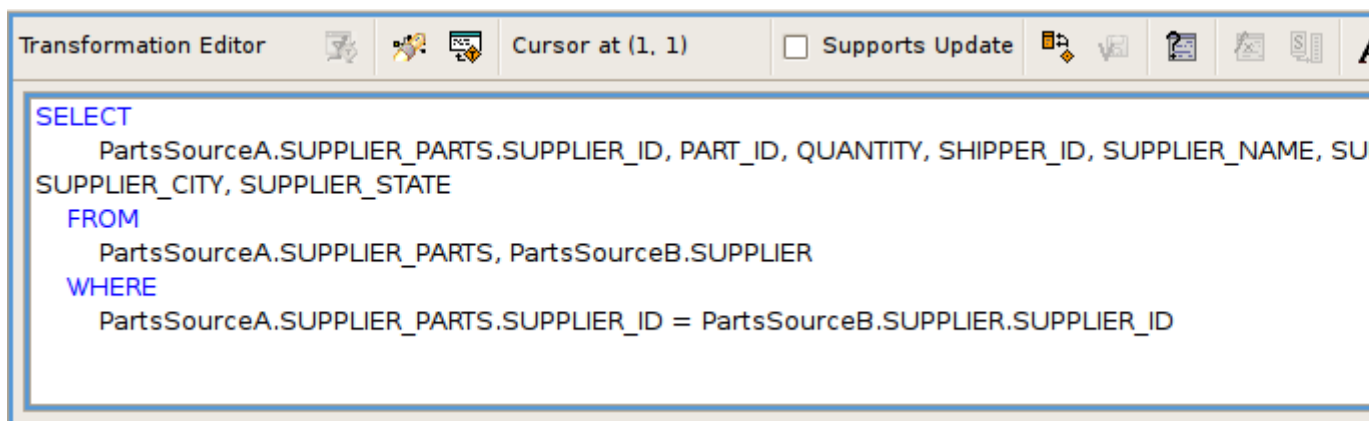 Transformation Editor Cursor at (1, 1) Supports Update
SELECT
PartsSourceA.SUPPLIER_PARTS.SUPPLIER_ID, PART_ID, QUANTITY, SHIPPER_ID, SUPPLIER_NAME, SU
SUPPLIER_CITY, SUPPLIER_STATE
FROM
PartsSourceA.SUPPLIER_PARTS, PartsSourceB.SUPPLIER
WHERE
PartsSourceA.SUPPLIER_PARTS.SUPPLIER_ID = PartsSourceB.SUPPLIER.SUPPLIER_ID